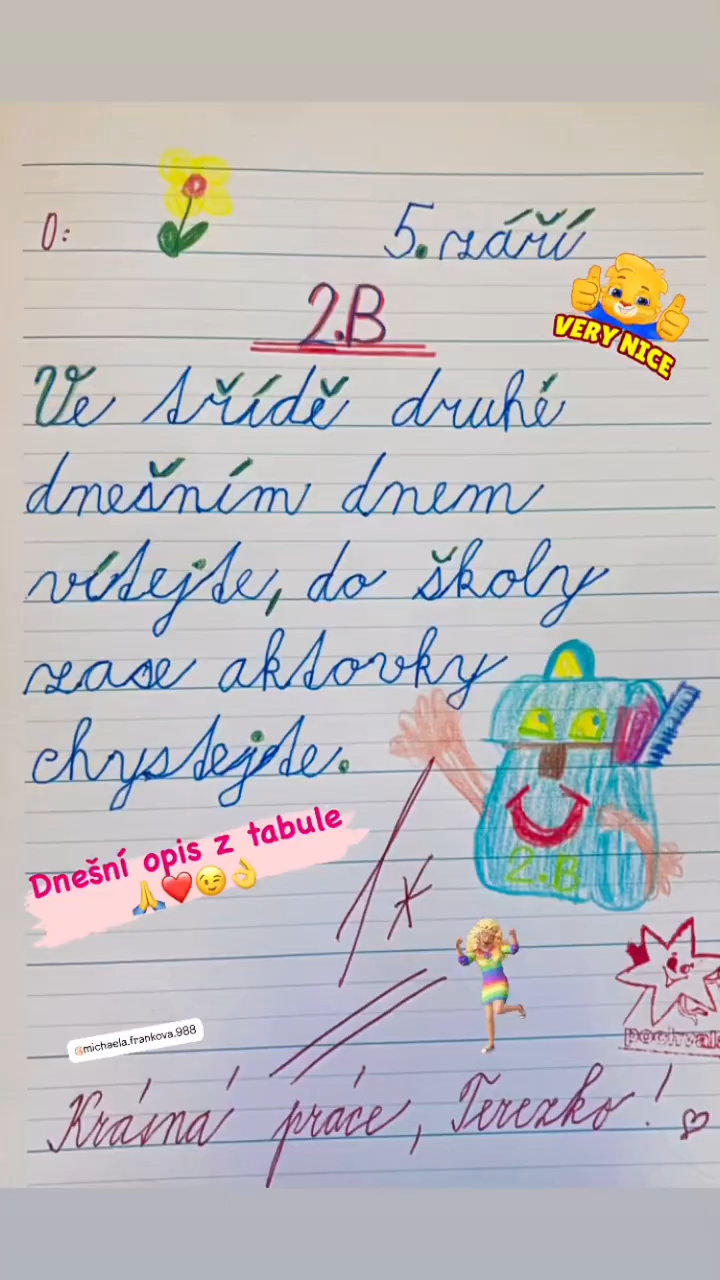 O: 5. září
VERY NICE
2.B
Ve třídě druhé
dnešním dnem
vítejte, do školy
zase aktovky
chystejte.
2.B
Dnešní opis z tabule
🙏❤️😉👌
1*
@michaela.frankova.988
pochvala
Krásná práce, Terezko!